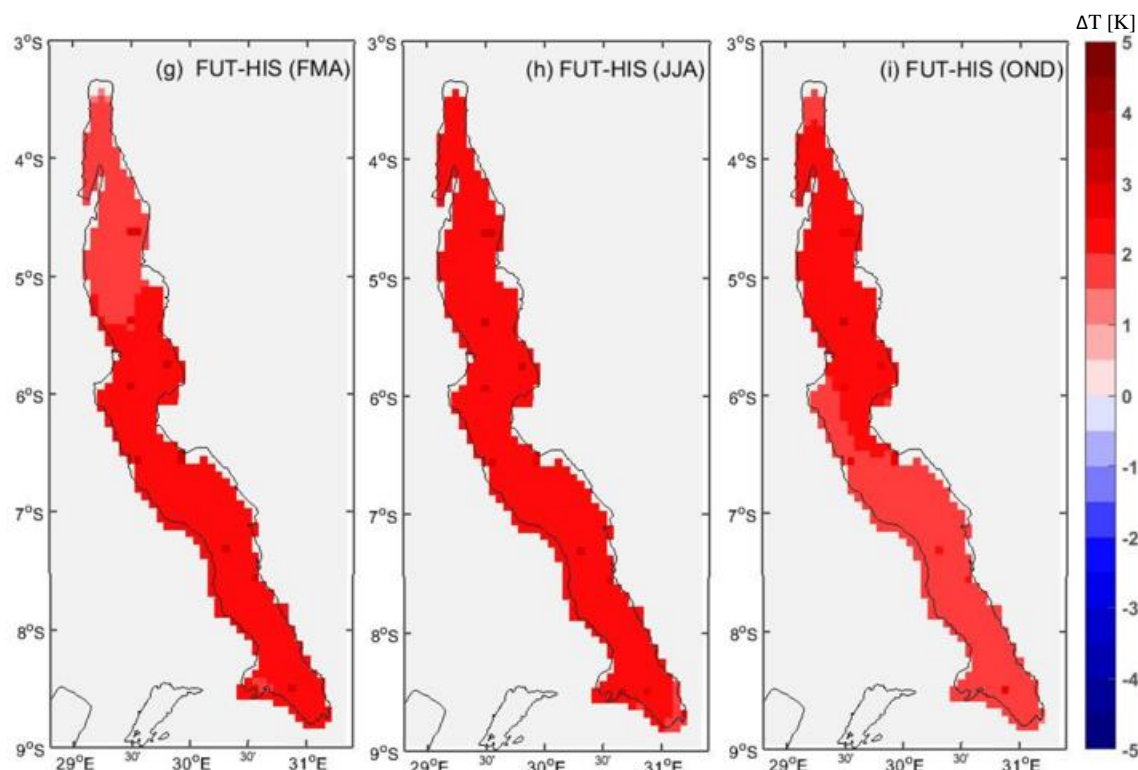 ΔT [K]
(g) FUT-HIS (FMA)
(h) FUT-HIS (JJA)
(i) FUT-HIS (OND)
3°S
4°S
5°S
6°S
7°S
8°S
9°S
29°E
30'
30°E
30'
31°E
3°S
4°S
5°S
6°S
7°S
8°S
9°S
29°E
30'
30°E
30'
31°E
3°S
4°S
5°S
6°S
7°S
8°S
9°S
29°E
30'
30°E
30'
31°E
5
4
3
2
1
0
-1
-2
-3
-4
-5